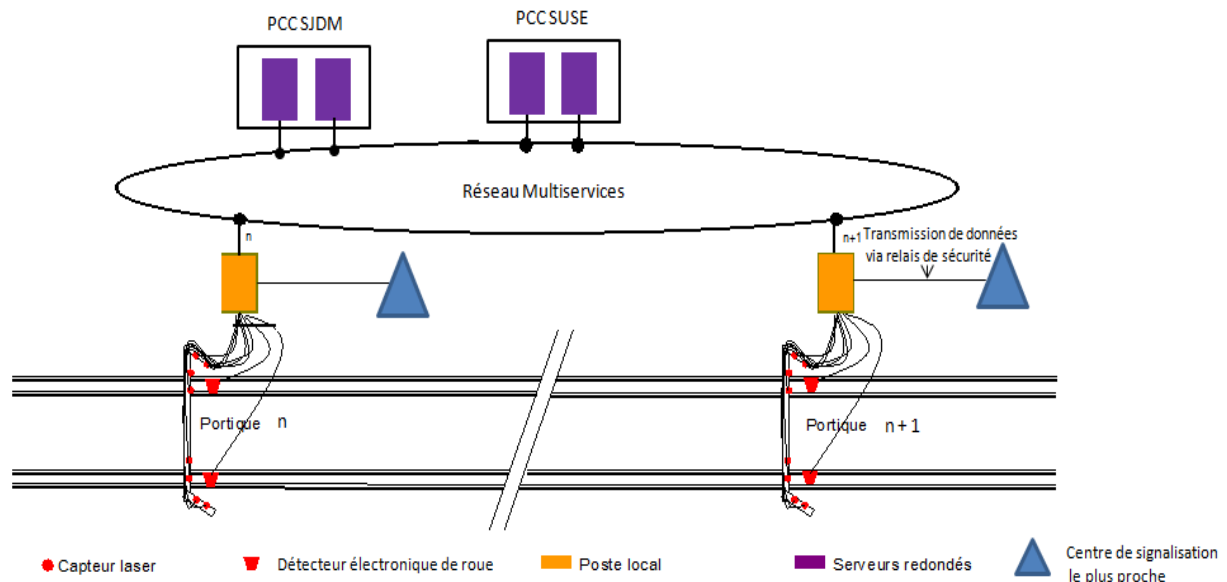 PCC SJDM
PCC SUSE
Réseau Multiservices
n
n+1
Transmission de données
via relais de sécurité
Portique n
Portique n + 1
Capteur laser
Détecteur électronique de roue
Poste local
Serveurs redondés
Centre de signalisation
le plus proche